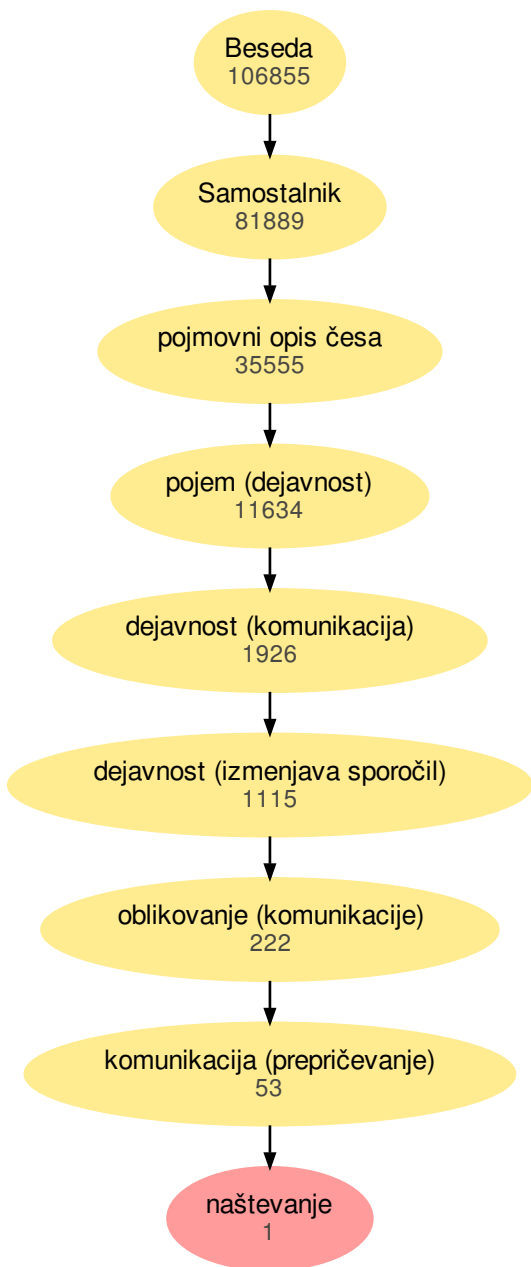 Beseda
106855
Samostalnik
81889
pojmovni opis česa
35555
pojem (dejavnost)
11634
dejavnost (komunikacija)
1926
dejavnost (izmenjava sporočil)
1115
oblikovanje (komunikacije)
222
komunikacija (prepričevanje)
53
naštevanje
1